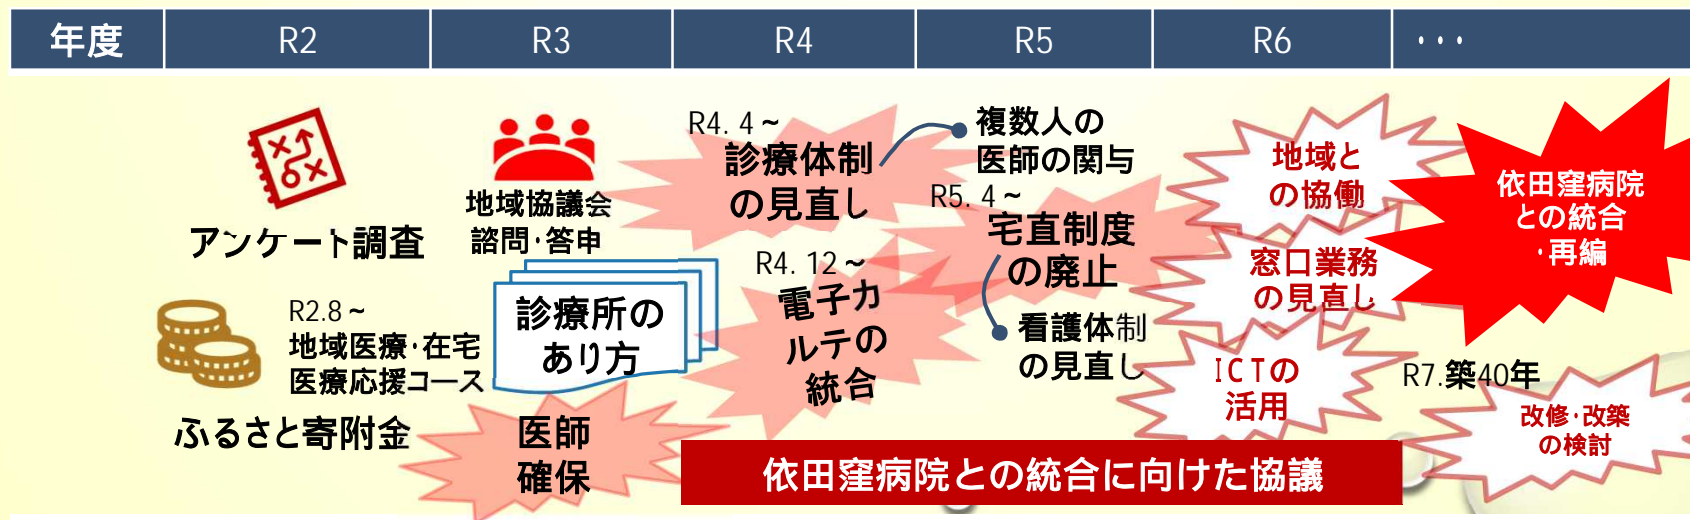 年度 R2 R3 R4 R5 R6 ・・・
アンケート調査
R2.8～
地域医療・在宅
医療応援コース
ふるさと寄附金
地域協議会
諮問・答申
診療所の
あり方
医師
確保
R4. 4～
診療体制
の見直し
R4. 12～
電子カ
ルテの
統合
複数人の
医師の関与
R5. 4～
宅直制度
の廃止
看護体制
の見直し
地域と
の協働
窓口業務
の見直し
ICTの
活用
依田窪病院との統合に向けた協議
依田窪病院
との統合
・再編
R7.築40年
改修・改築
の検討